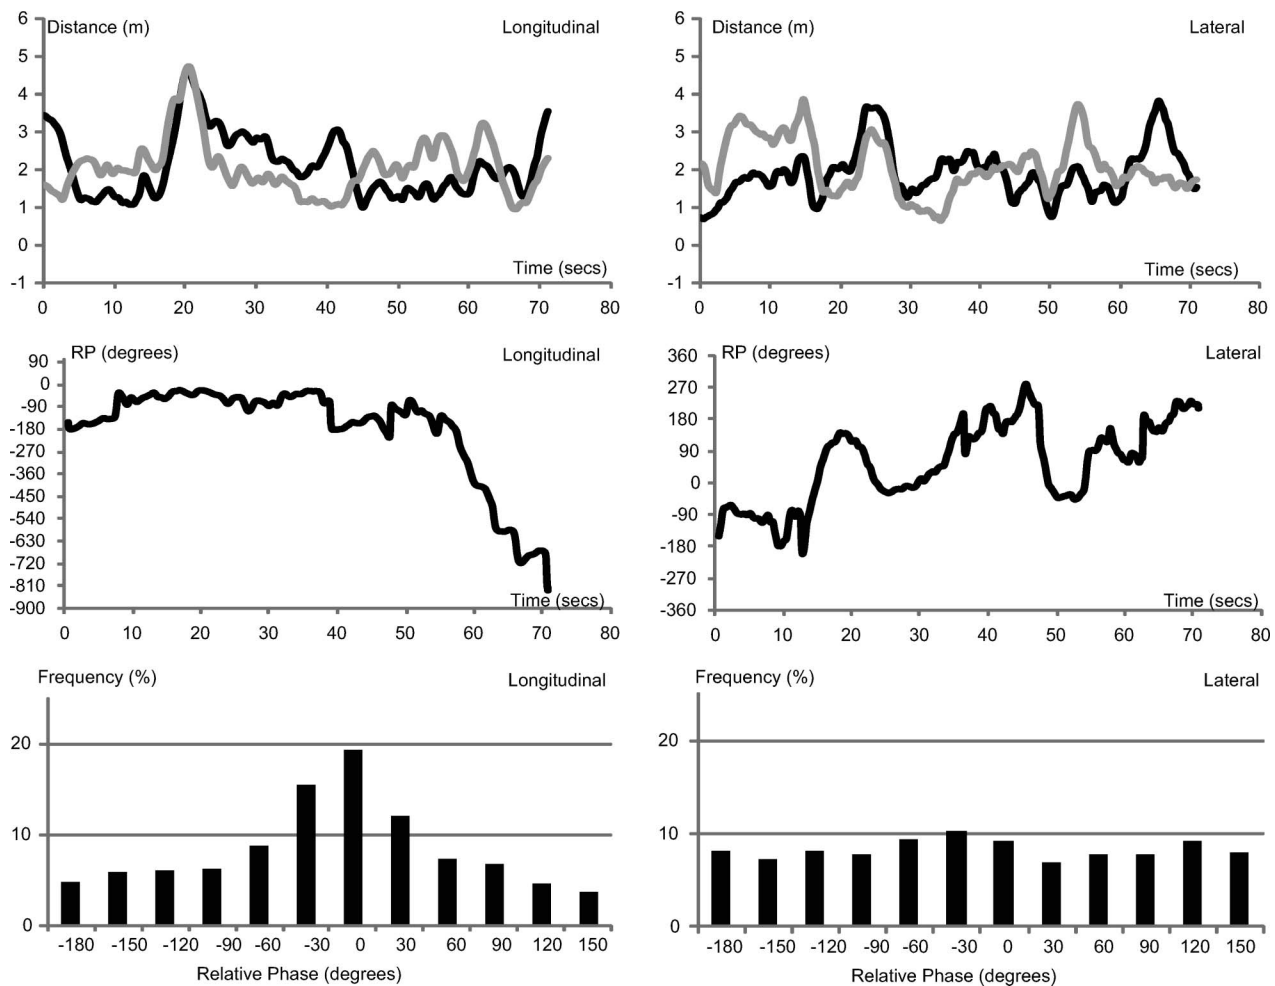 Distance (m) Longitudinal
6
5
4
3
2
1
0
-1
Time (secs)
0 10 20 30 40 50 60 70 80
Distance (m) Lateral
6
5
4
3
2
1
0
-1
Time (secs)
0 10 20 30 40 50 60 70 80
RP (degrees) Longitudinal
90
0
-90
-180
-270
-360
-450
-540
-630
-720
-810
-900
Time (secs)
0 10 20 30 40 50 60 70 80
RP (degrees) Lateral
360
270
180
90
0
-90
-180
-270
-360
Time (secs)
0 10 20 30 40 50 60 70 80
Frequency (%) Longitudinal
20
10
0
-180 -150 -120 -90 -60 -30 0 30 60 90 120 150
Relative Phase (degrees)
Frequency (%) Lateral
20
10
0
-180 -150 -120 -90 -60 -30 0 30 60 90 120 150
Relative Phase (degrees)